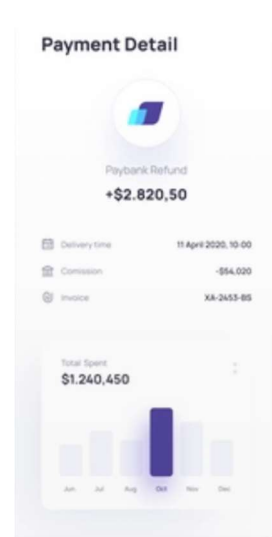 Payment Detail
Paybank Refund
+$2.820,50
Delivery time 11 April 2020, 10:00
Comission -$54,020
Invoice XA-2453-BS
Total Spent
$1.240,450
Jun Jul Aug Oct Nov Dec